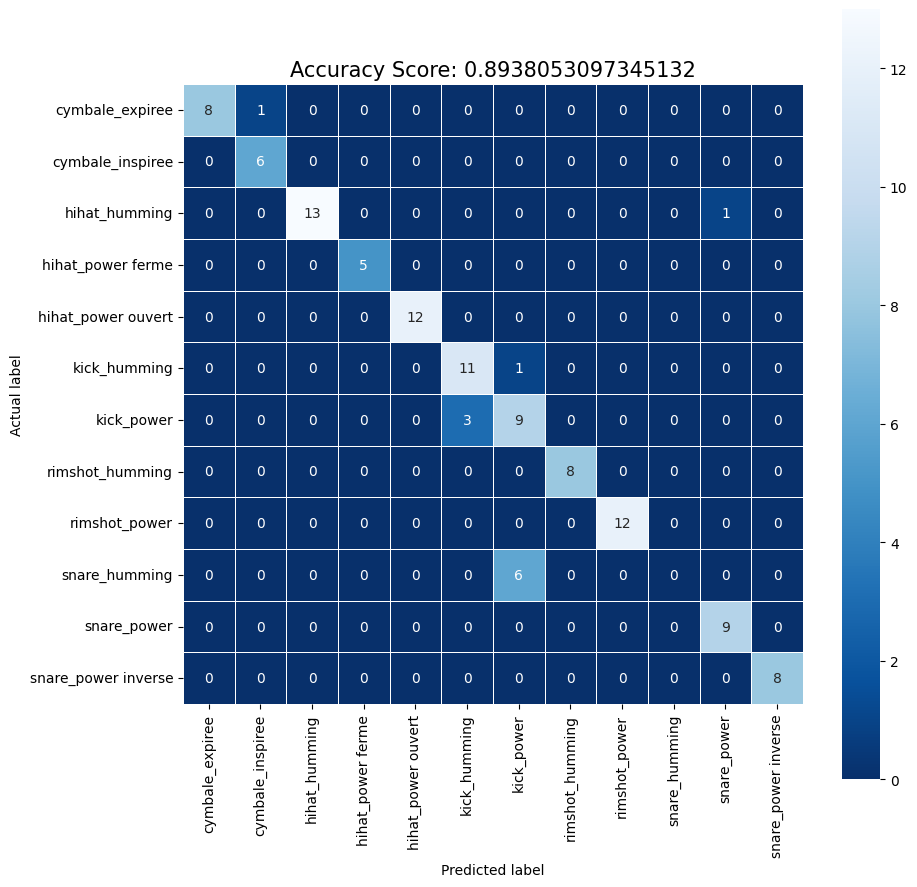 Accuracy Score: 0.8938053097345132
cymbale_expiree 8 1 0 0 0 0 0 0 0 0 0 0
cymbale_inspiree 0 6 0 0 0 0 0 0 0 0 0 0
hihat_humming 0 0 13 0 0 0 0 0 0 0 1 0
hihat_power ferme 0 0 0 5 0 0 0 0 0 0 0 0
hihat_power ouvert 0 0 0 0 12 0 0 0 0 0 0 0
kick_humming 0 0 0 0 0 11 1 0 0 0 0 0
kick_power 0 0 0 0 0 3 9 0 0 0 0 0
rimshot_humming 0 0 0 0 0 0 0 8 0 0 0 0
rimshot_power 0 0 0 0 0 0 0 0 12 0 0 0
snare_humming 0 0 0 0 0 0 6 0 0 0 0 0
snare_power 0 0 0 0 0 0 0 0 0 0 9 0
snare_power inverse 0 0 0 0 0 0 0 0 0 0 0 8
Actual label
cymbale_expiree
cymbale_inspiree
hihat_humming
hihat_power ferme
hihat_power ouvert
kick_humming
kick_power
rimshot_humming
rimshot_power
snare_humming
snare_power
snare_power inverse
Predicted label
12
10
8
6
4
2
0